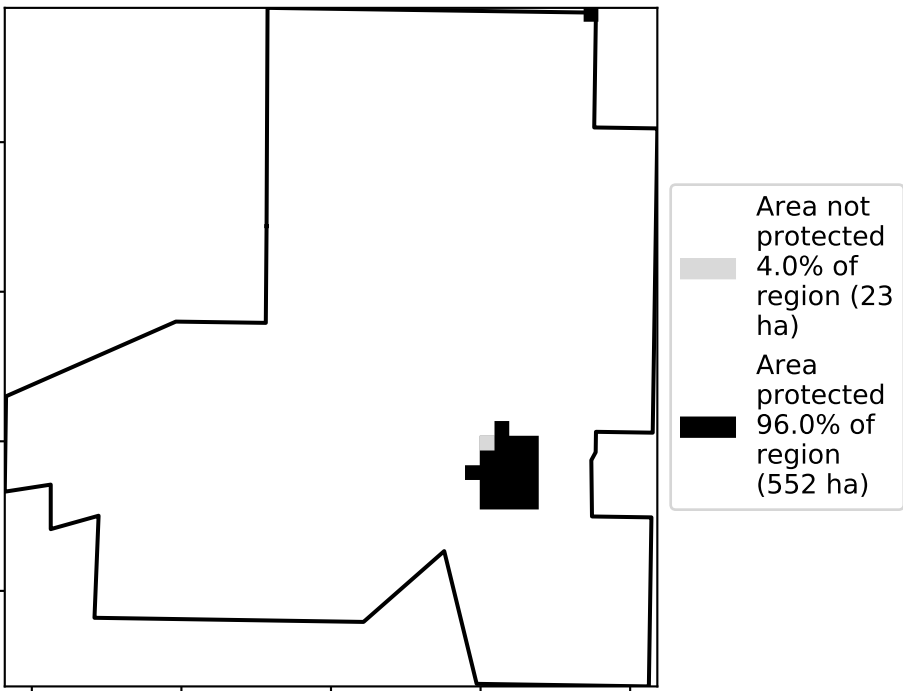 Area not
protected
4.0% of
region (23
ha)
Area
protected
96.0% of
region
(552 ha)